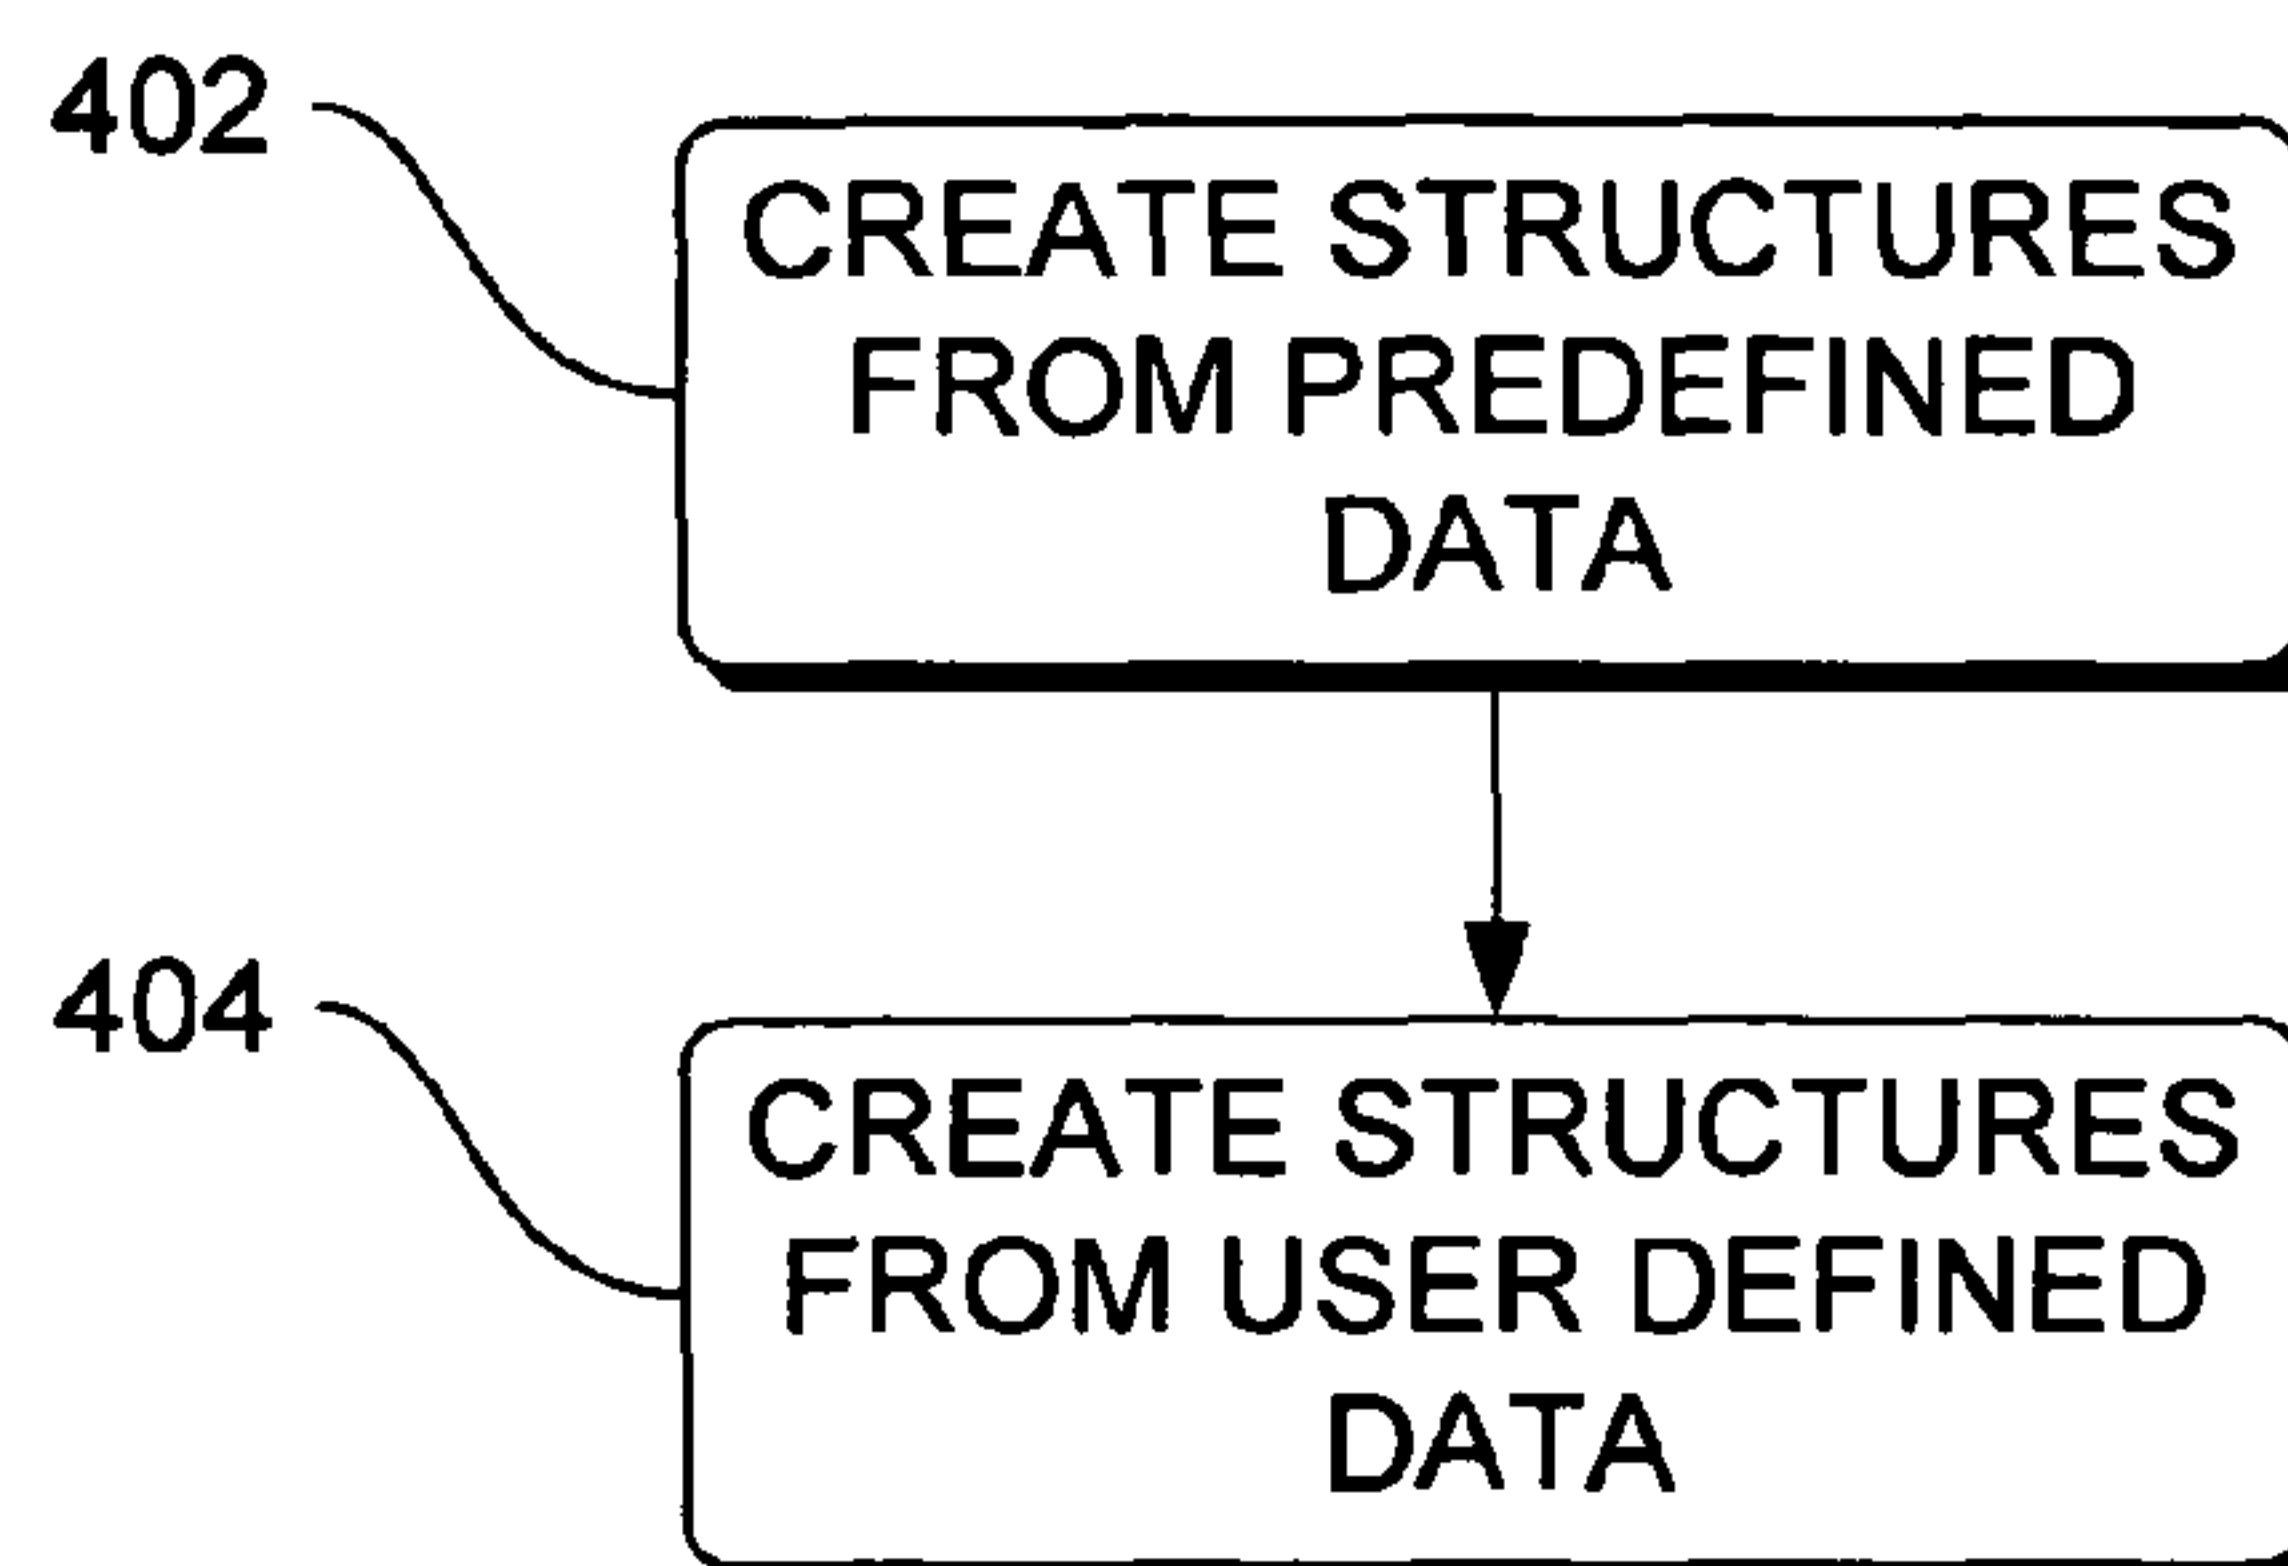 402
CREATE STRUCTURES
FROM PREDEFINED
DATA
404
CREATE STRUCTURES
FROM USER DEFINED
DATA